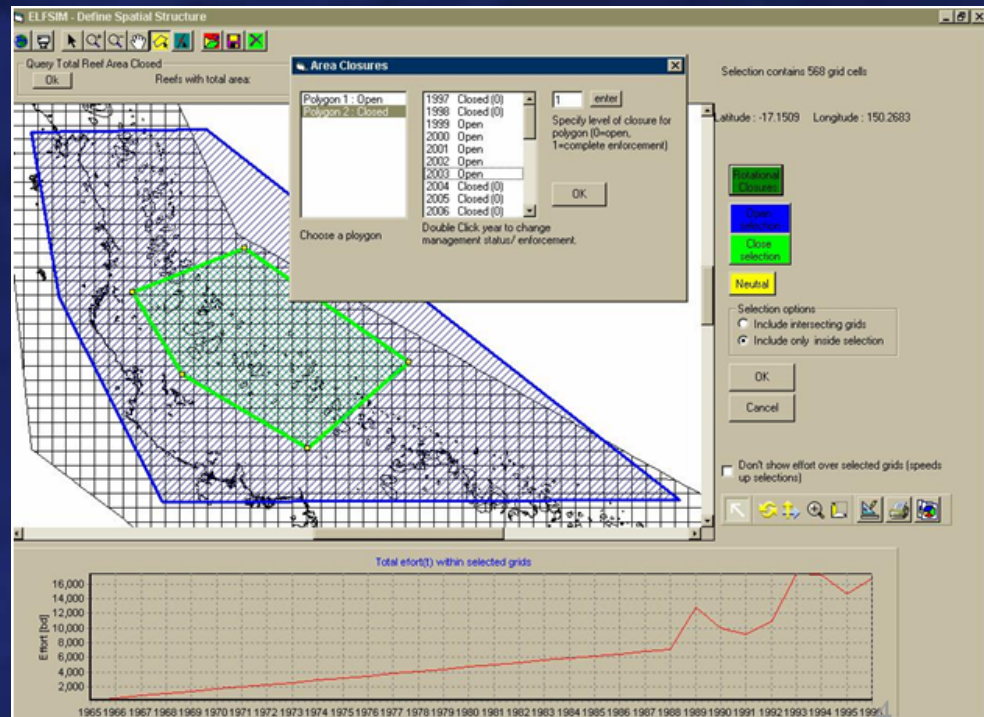 ELFSIM - Define Spatial Structure
Query Total Reef Area Closed
Ok
Reefs with total area:
Area Closures
Polygon 1 : Open
Polygon 2 : Closed
Choose a ploygon
1997 Closed (0)
1998 Closed (0)
1999 Open
2000 Open
2001 Open
2002 Open
2003 Open
2004 Closed (0)
2005 Closed (0)
2006 Closed (0)
Double Click year to change
management status/ enforcement.
1
enter
Specify level of closure for
polygon (0=open,
1=complete enforcement)
OK
Selection contains 568 grid cells
Latitude : -17.1509 Longitude : 150.2683
Rotational
Closures
Open
selection
Close
selection
Neutral
Selection options
Include intersecting grids
Include only inside selection
OK
Cancel
Don't show effort over selected grids (speeds
up selections)
Total efort(t) within selected grids
Effort [bd]
16,000
14,000
12,000
10,000
8,000
6,000
4,000
2,000
1965 1966 1967 1968 1969 1970 1971 1972 1973 1974 1975 1976 1977 1978 1979 1980 1981 1982 1983 1984 1985 1986 1987 1988 1989 1990 1991 1992 1993 1994 1995